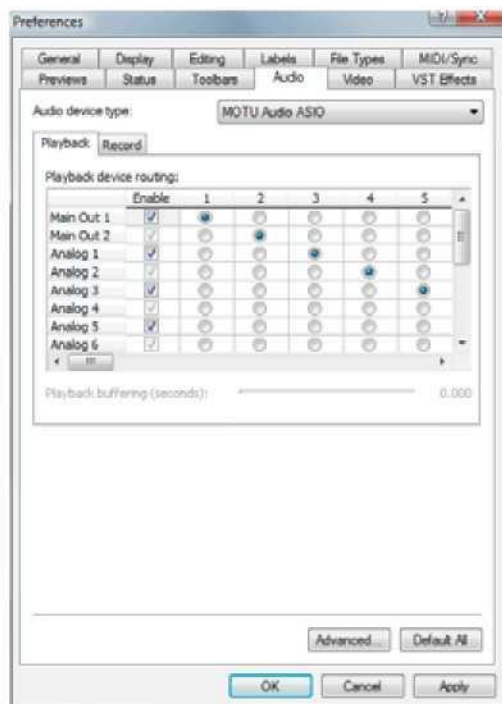 Preferences
General Display Editing Labels File Types MIDI/Sync
Previews Status Toolbars Audio Video VST Effects
Audio device type: MOTU Audio ASIO
Playback Record
Playback device routing:
Enable 1 2 3 4 5
Main Out 1
Main Out 2
Analog 1
Analog 2
Analog 3
Analog 4
Analog 5
Analog 6
Playback buffering (seconds): 0.000
Advanced... Default All
OK Cancel Apply